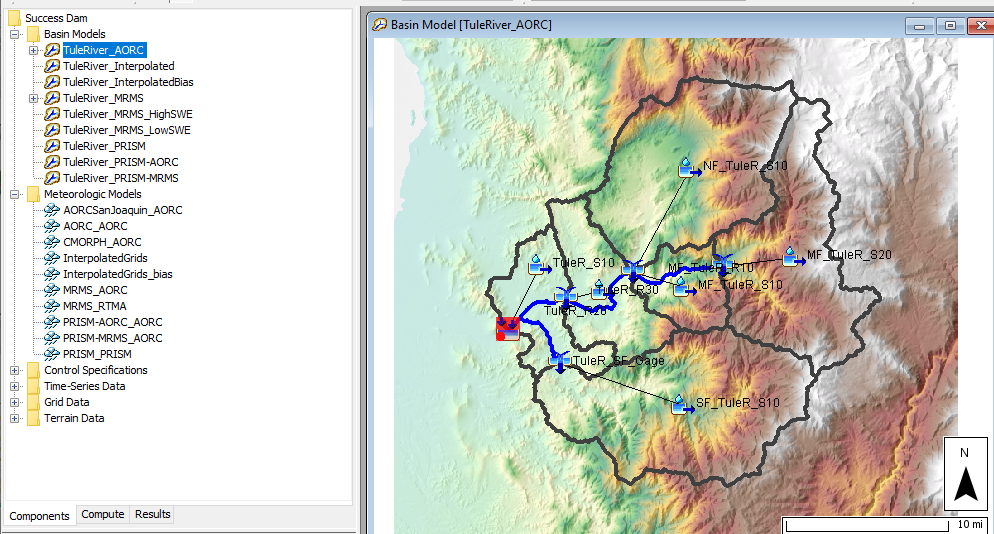 Success Dam
Basin Models
TuleRiver_AORC
TuleRiver_Interpolated
TuleRiver_InterpolatedBias
TuleRiver_MRMS
TuleRiver_MRMS_HighSWE
TuleRiver_MRMS_LowSWE
TuleRiver_PRISM
TuleRiver_PRISM-AORC
TuleRiver_PRISM-MRMS
Meteorologic Models
AORCSanJoaquin_AORC
AORC_AORC
CMORPH_AORC
InterpolatedGrids
InterpolatedGrids_bias
MRMS_AORC
MRMS_RTMA
PRISM-AORC_AORC
PRISM-MRMS_AORC
PRISM_PRISM
Control Specifications
Time-Series Data
Grid Data
Terrain Data
Components
Compute
Results
Basin Model [TuleRiver_AORC]
NF_TuleR_S10
MF_TuleR_S20
TuleR_S10
MF_TuleR_R10
MF_TuleR_S10
TuleR_R30
TuleR_R20
TuleR_SF_Gage
SF_TuleR_S10
N
10 mi